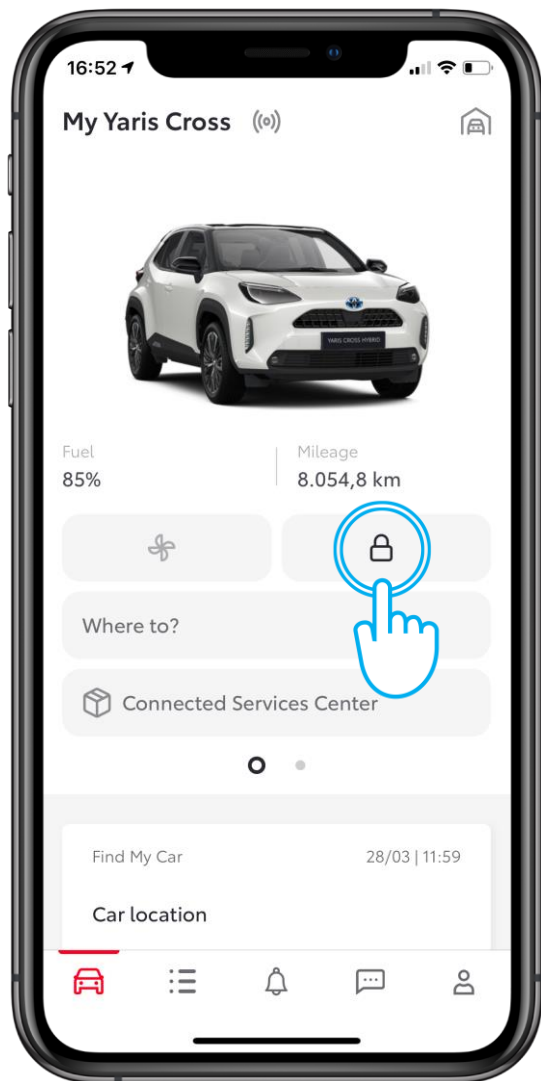 16:52
My Yaris Cross
YARIS CROSS HYBRID
Fuel
85%
Mileage
8.054,8 km
Where to?
Connected Services Center
Find My Car
28/03 | 11:59
Car location